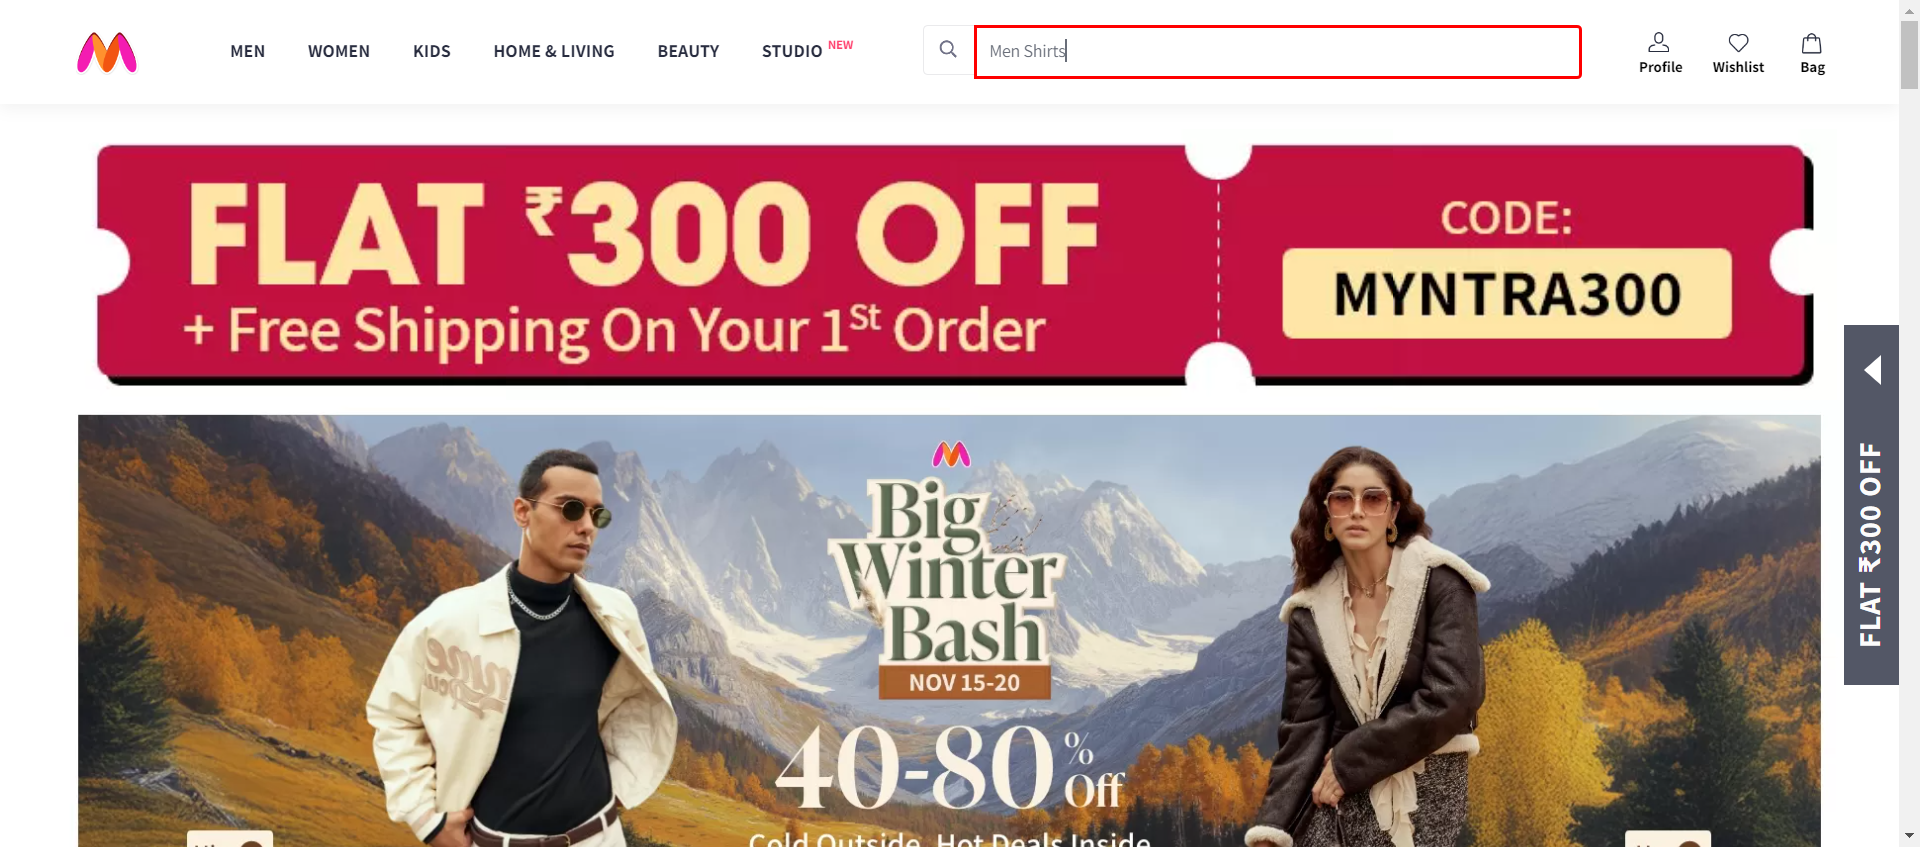 MEN WOMEN KIDS HOME & LIVING BEAUTY STUDIO NEW Men Shirts Profile Wishlist Bag
FLAT ₹300 OFF
+ Free Shipping On Your 1st Order
CODE:
MYNTRA300
FLAT ₹300 OFF
Big
Winter
Bash
NOV 15-20
40-80% Off
Cold Outside, Hot Deals Inside